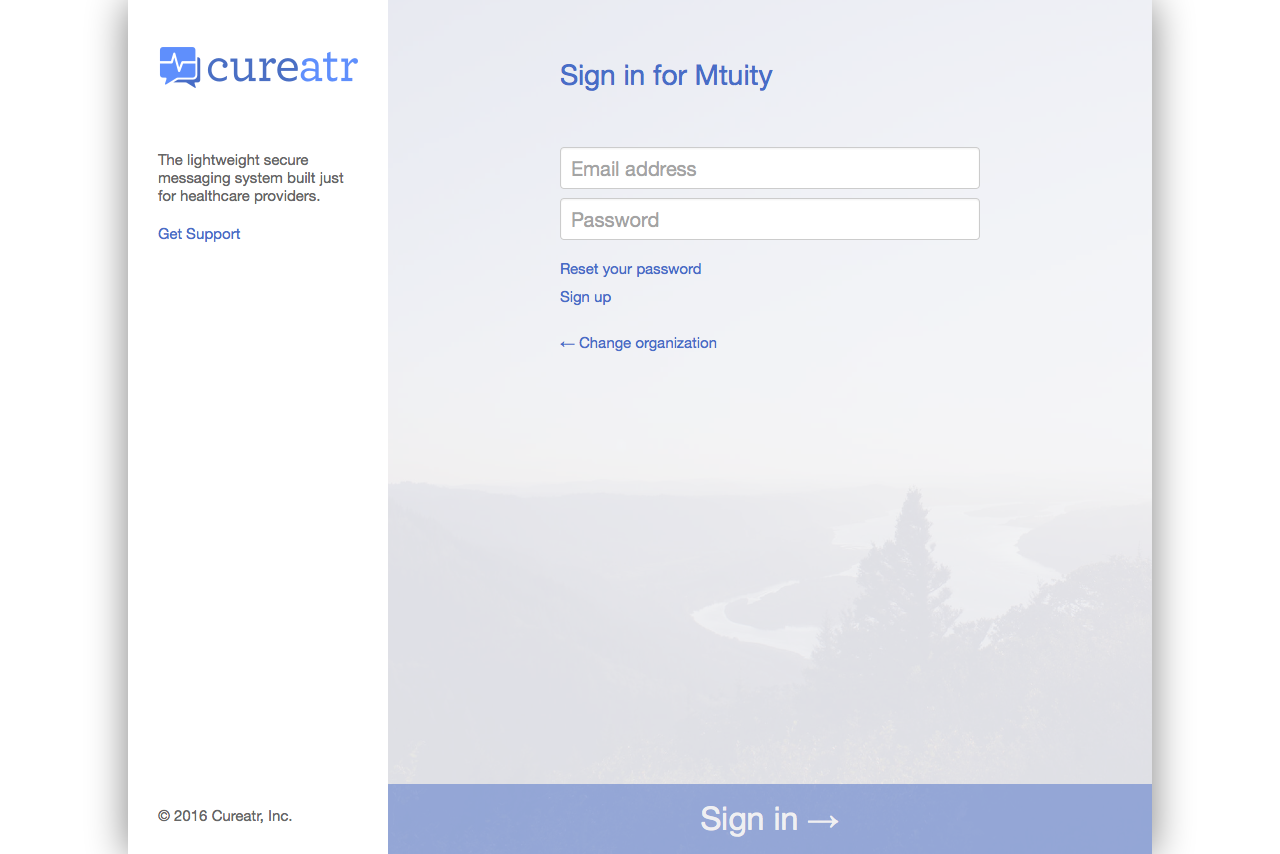 cureatr
The lightweight secure
messaging system built just
for healthcare providers.
Get Support
© 2016 Cureatr, Inc.
Sign in for Mtuity
Email address
Password
Reset your password
Sign up
← Change organization
Sign in →